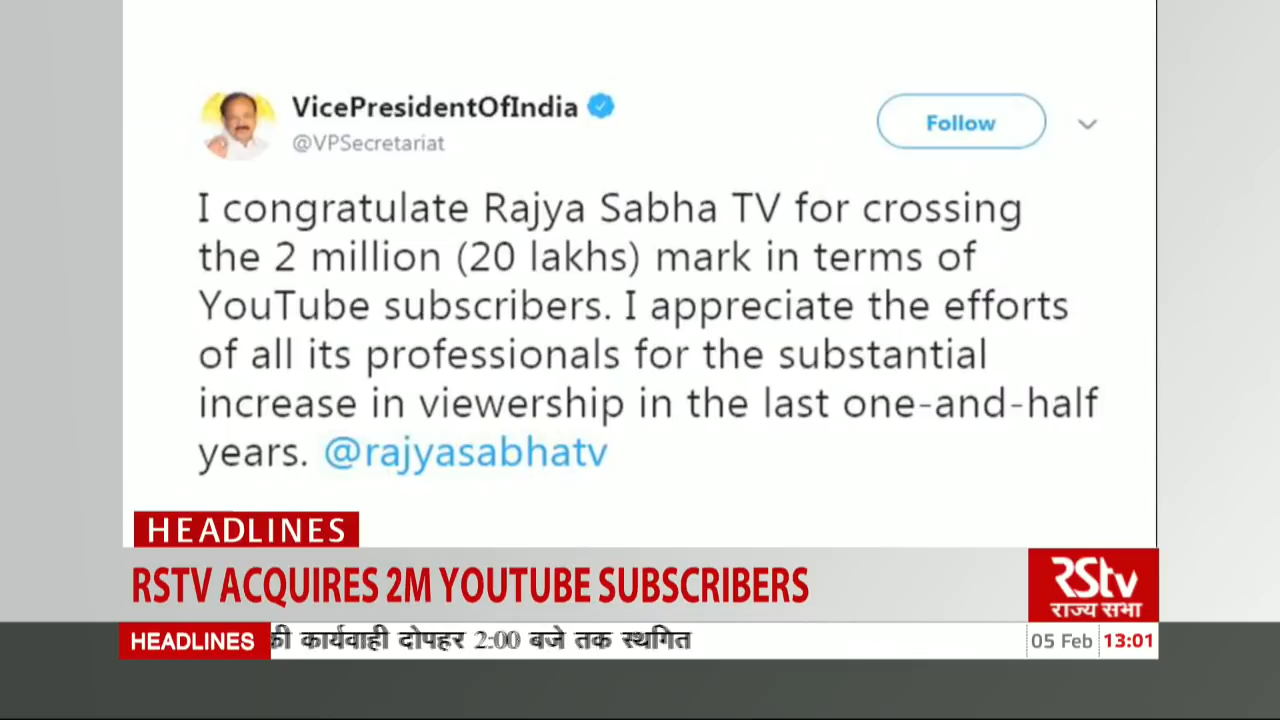 VicePresidentOfIndia
@VPSecretariat
Follow
I congratulate Rajya Sabha TV for crossing
the 2 million (20 lakhs) mark in terms of
YouTube subscribers. I appreciate the efforts
of all its professionals for the substantial
increase in viewership in the last one-and-half
years. @rajyasabhatv
HEADLINES
RSTV ACQUIRES 2M YOUTUBE SUBSCRIBERS
RStv
राज्य सभा
HEADLINES
की कार्यवाही दोपहर 2:00 बजे तक स्थगित
05 Feb 13:01